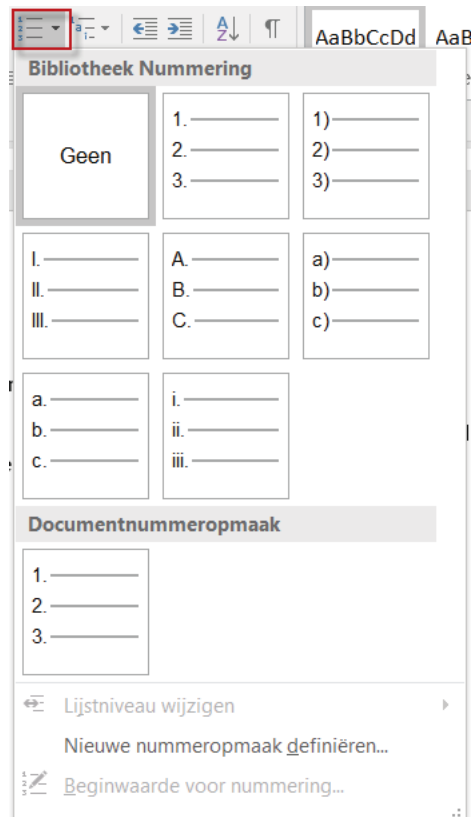 AaBbCcDd AaB
Bibliotheek Nummering
Geen
1.
2.
3.
1)
2)
3)
I.
II.
III.
A.
B.
C.
a)
b)
c)
a.
b.
c.
i.
ii.
iii.
Documentnummeropmaak
1.
2.
3.
Lijstniveau wijzigen
Nieuwe nummeropmaak definiëren...
Beginwaarde voor nummering...